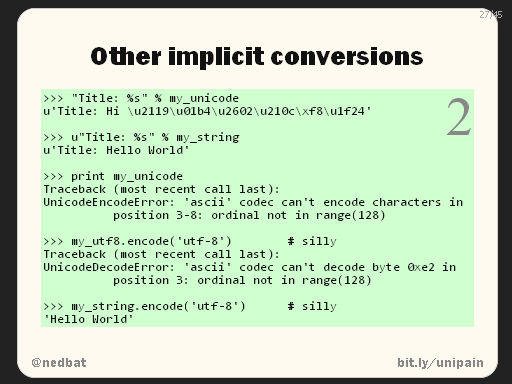 27/45
Other implicit conversions
2
>>> "Title: %s" % my_unicode
u'Title: Hi \u2119\u01b4\u2602\u210c\xf8\u1f24'
>>> u"Title: %s" % my_string
u'Title: Hello World'
>>> print my_unicode
Traceback (most recent call last):
UnicodeEncodeError: 'ascii' codec can't encode characters in
position 3-8: ordinal not in range(128)
>>> my_utf8.encode('utf-8') # silly
Traceback (most recent call last):
UnicodeDecodeError: 'ascii' codec can't decode byte 0xe2 in
position 3: ordinal not in range(128)
>>> my_string.encode('utf-8') # silly
'Hello World'
@nedbat
bit.ly/unipain